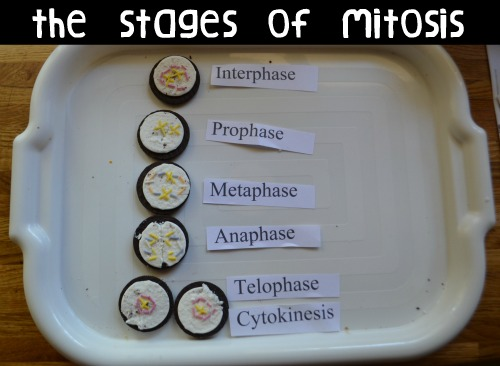 the stages of mitosis
Interphase
Prophase
Metaphase
Anaphase
Telophase
Cytokinesis